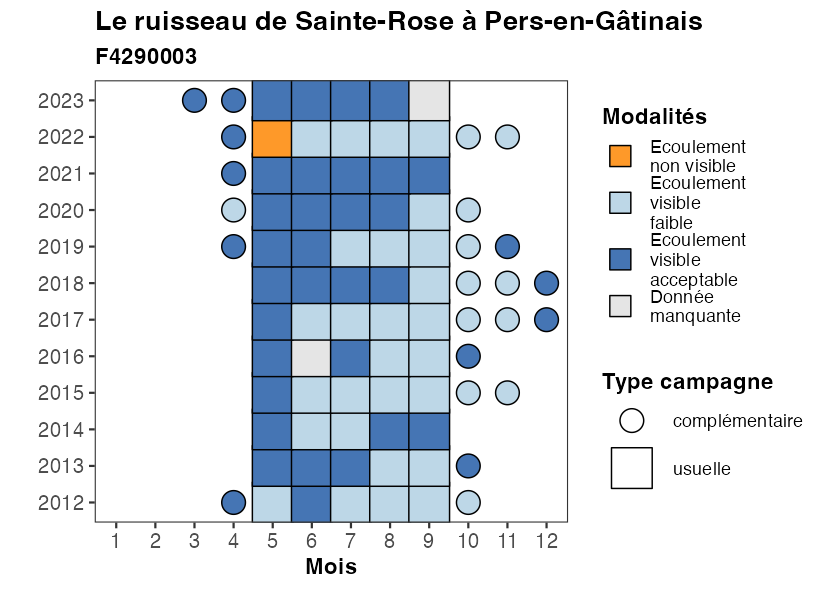 Le ruisseau de Sainte-Rose à Pers-en-Gâtinais
F4290003
2023
2022
2021
2020
2019
2018
2017
2016
2015
2014
2013
2012
1 2 3 4 5 6 7 8 9 10 11 12
Mois
Modalités
Ecoulement
non visible
Ecoulement
visible
faible
Ecoulement
visible
acceptable
Donnée
manquante
Type campagne
complémentaire
usuelle